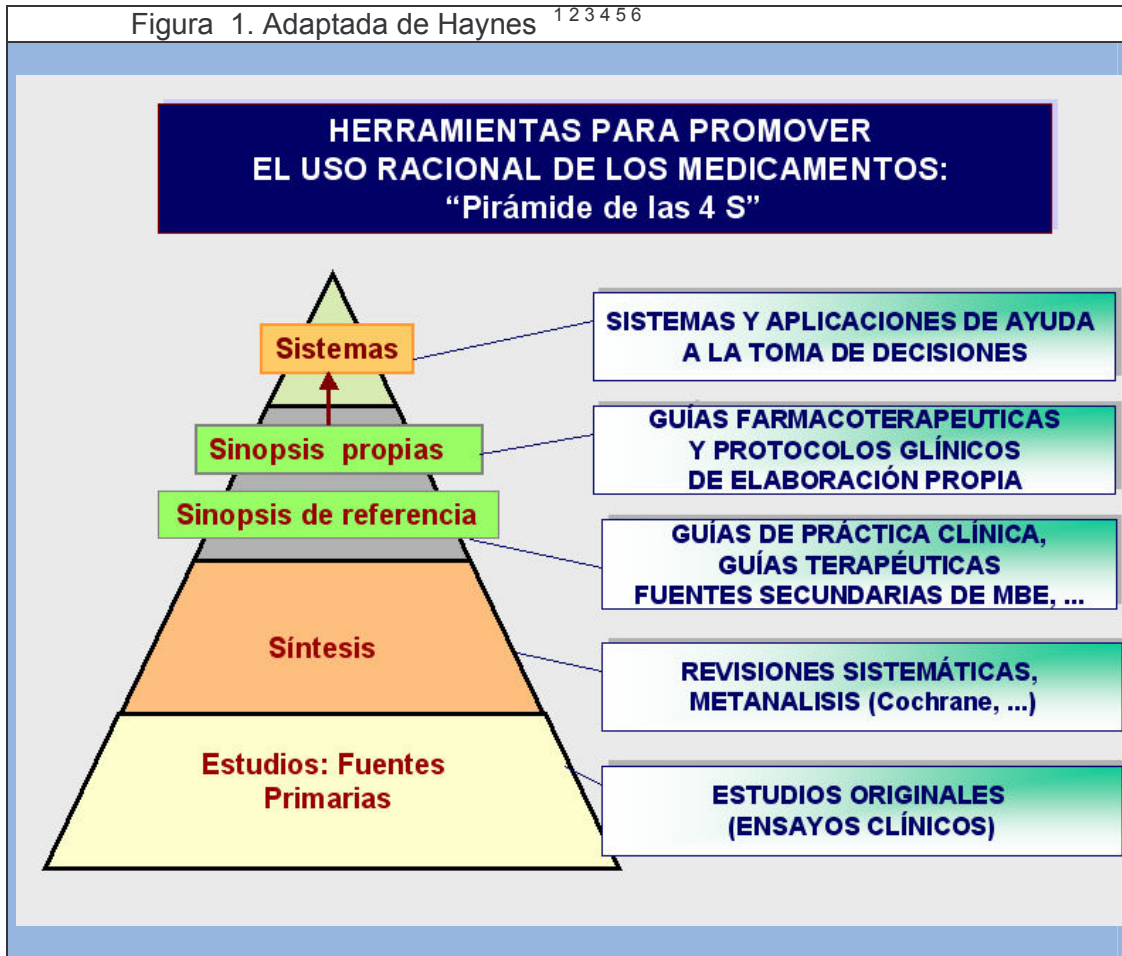 Figura 1. Adaptada de Haynes 1 2 3 4 5 6
HERRAMIENTAS PARA PROMOVER
EL USO RACIONAL DE LOS MEDICAMENTOS:
“Pirámide de las 4 S”
Sistemas
SISTEMAS Y APLICACIONES DE AYUDA
A LA TOMA DE DECISIONES
Sinopsis propias
GUÍAS FARMACOTERAPEUTICAS
Y PROTOCOLOS GLÍNICOS
DE ELABORACIÓN PROPIA
Sinopsis de referencia
GUÍAS DE PRÁCTICA CLÍNICA,
GUÍAS TERAPÉUTICAS
FUENTES SECUNDARIAS DE MBE, ...
Síntesis
REVISIONES SISTEMÁTICAS,
METANALISIS (Cochrane, ...)
Estudios: Fuentes
Primarias
ESTUDIOS ORIGINALES
(ENSAYOS CLÍNICOS)